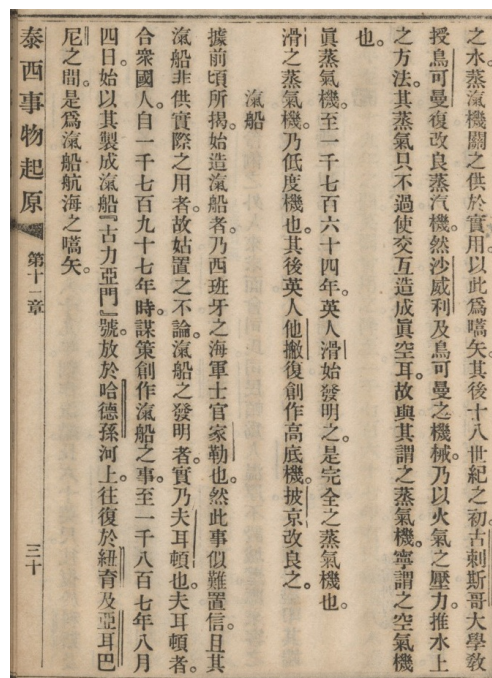 之水。蒸滊機關之供於實用。以此爲嚆矢。其後十八世紀之初。古刺斯哥大學敎
授鳥可曼復改良蒸汽機。然沙威利及鳥可曼之機械。乃以火氣之壓力。推水上
之方法。其蒸氣只不過使交互造成眞空耳。故與其謂之蒸氣機。寧謂之空氣機
也。
眞蒸氣機。至一千七百六十四年。英人滑始發明之。是完全之蒸氣機也。
滑之蒸氣機。乃低度機也。其後英人他撇復創作高底機。披京改良之。
滊船
據前頃所揭。始造滊船者。乃西班牙之海軍士官家勒也。然此事似難置信。且其
滊船非供實際之用者。故姑置之不論。滊船之發明者。實乃夫耳頓也。夫耳頓者。
合衆國人。自一千七百九十七年時。謀策創作滊船之事。至一千八百七年八月
四日。始以其製成滊船『古力亞門』號。放於哈德孫河上。往復於紐育及亞耳巴
尼之間。是爲滊船航海之嚆矢。
泰西事物起原
第十一章
三十